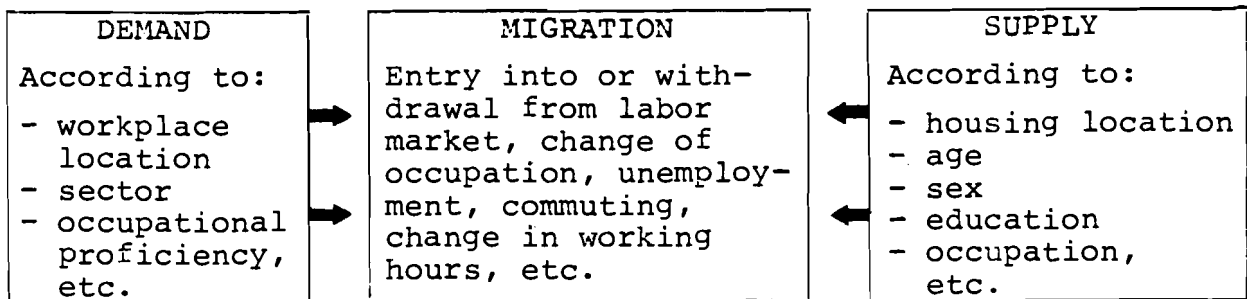 DEMAND
According to:
- workplace
location
- sector
- occupational
proficiency,
etc.
MIGRATION
Entry into or with-
drawal from labor
market, change of
occupation, unemploy-
ment, commuting,
change in working
hours, etc.
SUPPLY
According to:
- housing location
- age
- sex
- education
- occupation,
etc.